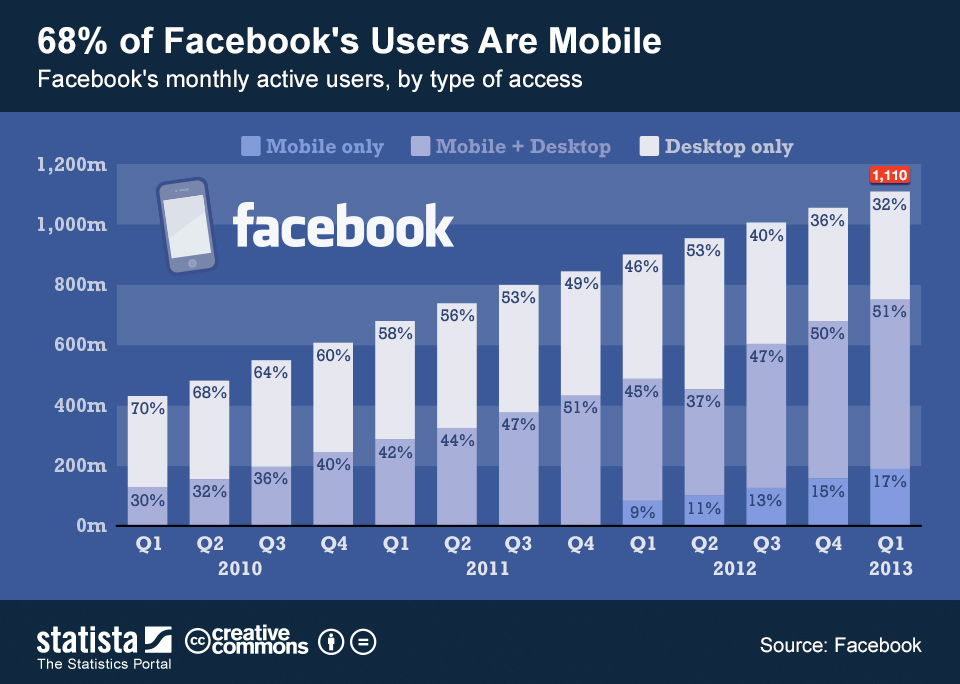 68% of Facebook's Users Are Mobile
Facebook's monthly active users, by type of access
Mobile only Mobile + Desktop Desktop only
1,200m
1,000m
800m
600m
400m
200m
0m
facebook
70% 68% 64% 60% 58% 56% 53% 49% 46% 53% 40% 36% 32%
30% 32% 36% 40% 42% 44% 47% 51% 45% 37% 47% 50% 51%
9% 11% 13% 15% 17%
1,110
Q1 Q2 Q3 Q4 Q1 Q2 Q3 Q4 Q1 Q2 Q3 Q4 Q1
2010 2011 2012 2013
statista
The Statistics Portal
cc creative commons
Source: Facebook